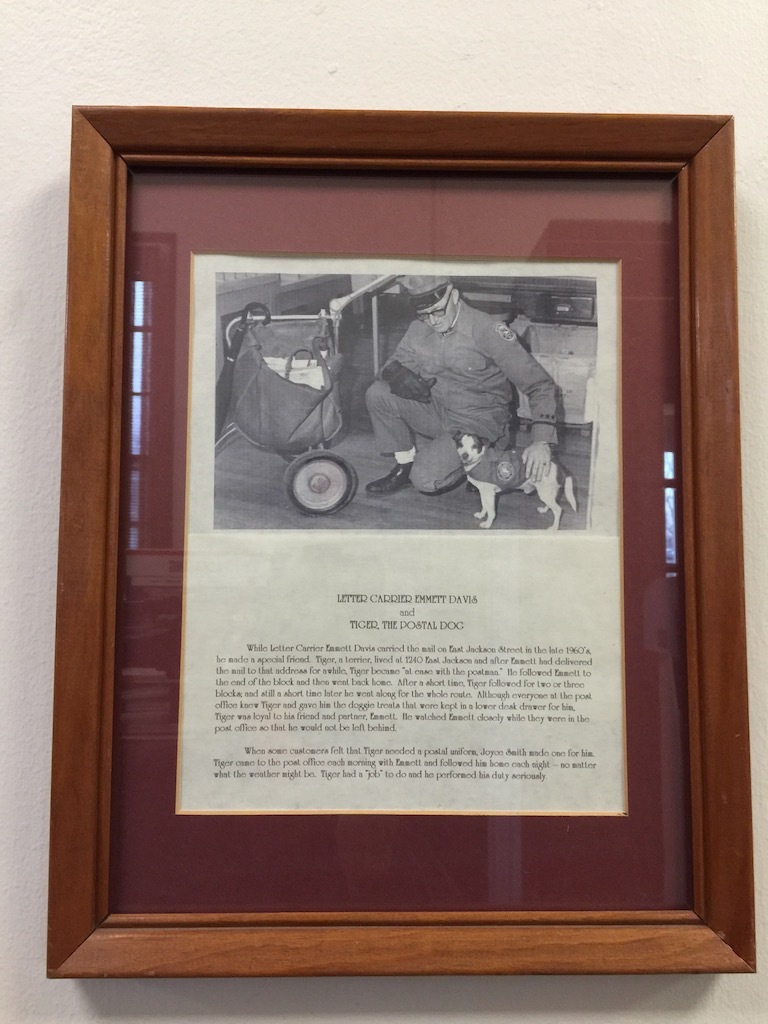 LETTER CARRIER EMMETT DAVIS
and
TIGER, THE POSTAL DOG
While Letter Carrier Emmett Davis carried the mail on East Jackson Street in the late 1960's,
he made a special friend. Tiger, a terrier, lived at 1240 East Jackson and after Emmett had delivered
the mail to that address for awhile, Tiger became "at ease with the postman." He followed Emmett to
the end of the block and then went back home. After a short time, Tiger followed for two or three
blocks; and still a short time later he went along for the whole route. Although everyone at the post
office knew Tiger and gave him the doggie treats that were kept in a lower desk drawer for him,
Tiger was loyal to his friend and partner, Emmett. He watched Emmett closely while they were in the
post office so that he would not be left behind.
When some customers felt that Tiger needed a postal uniform, Joyce Smith made one for him.
Tiger came to the post office each morning with Emmett and followed him home each night – no matter
what the weather might be. Tiger had a "job" to do and he performed his duty seriously.